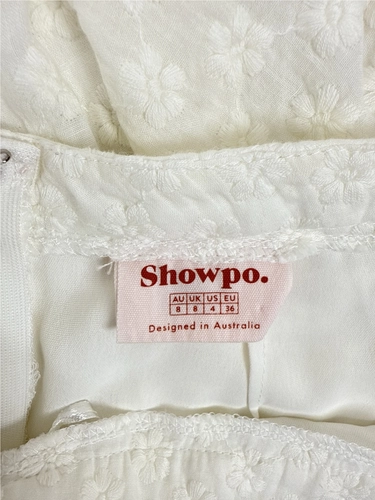 Showpo.
AU UK US EU
8 8 4 36
Designed in Australia